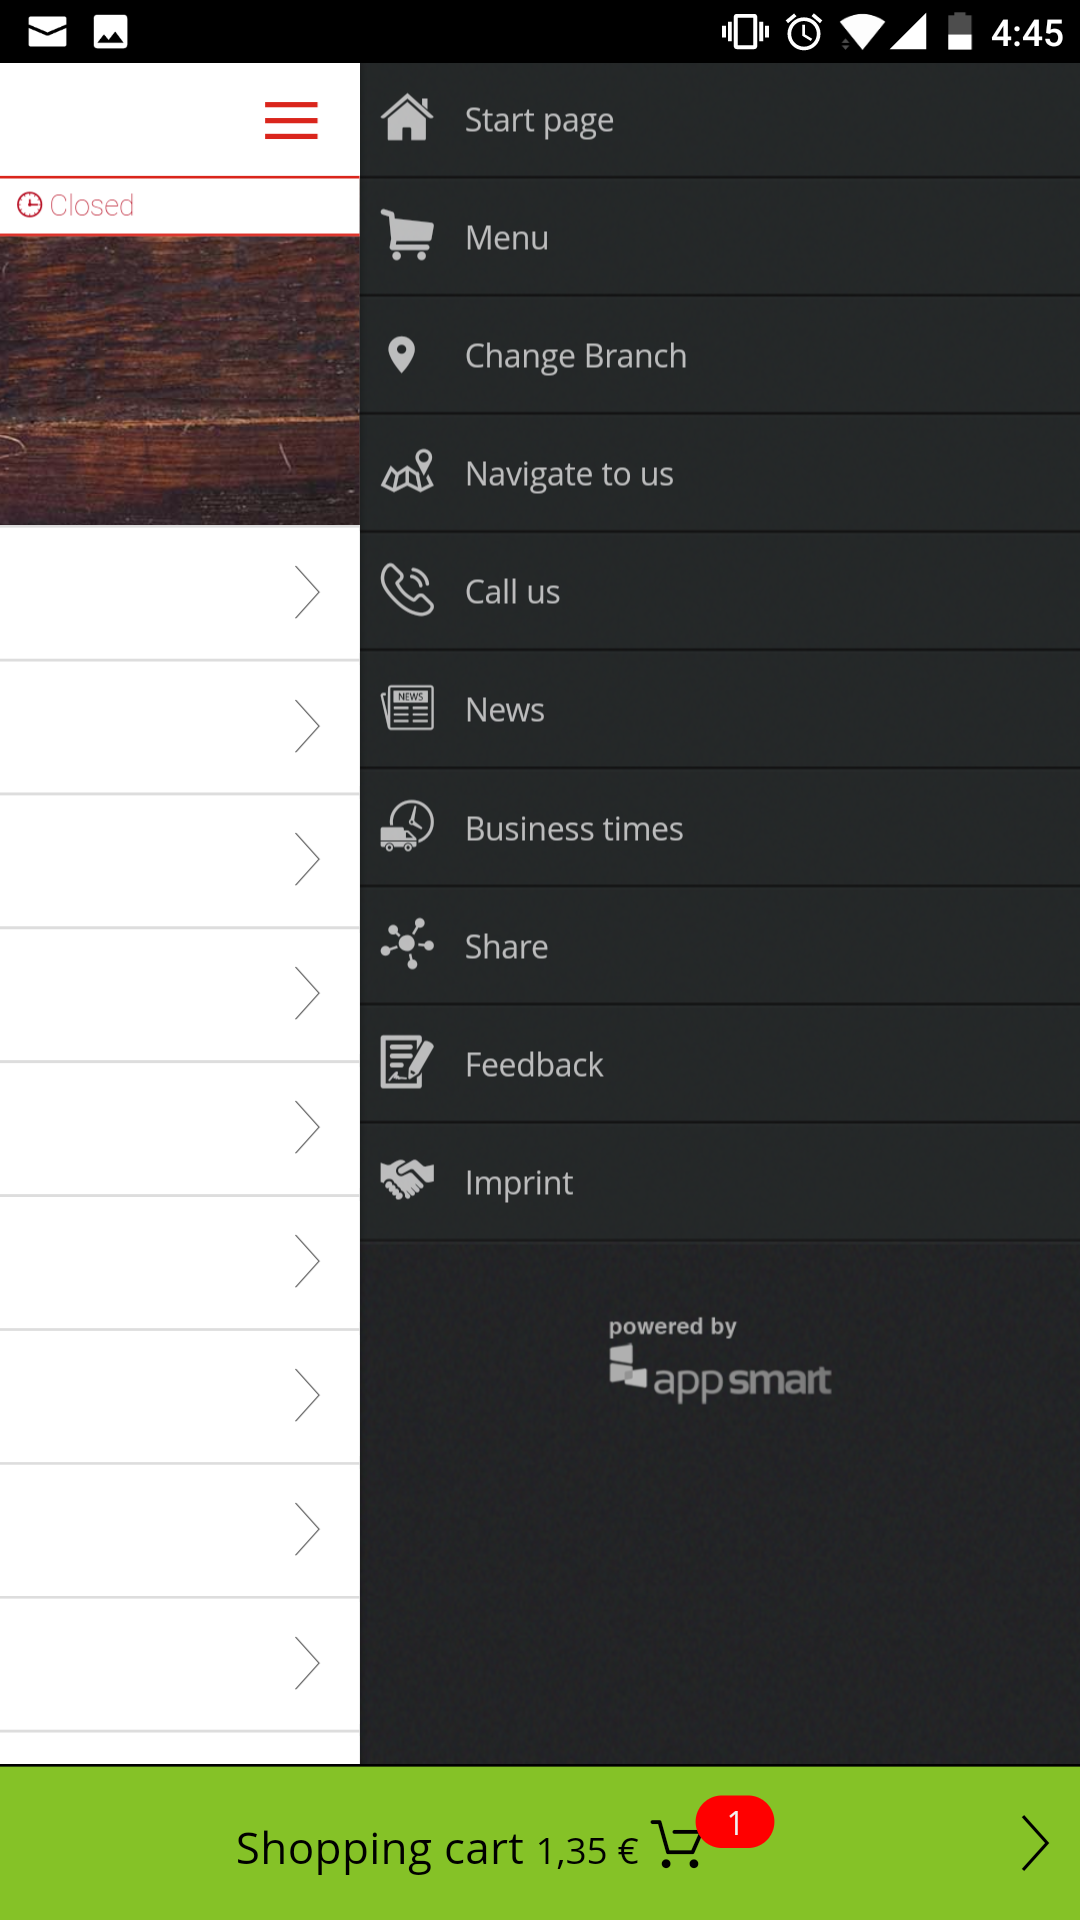 4:45
Closed
Start page
Menu
Change Branch
Navigate to us
Call us
NEWS
News
Business times
Share
Feedback
Imprint
powered by
app smart
Shopping cart 1,35 € 1